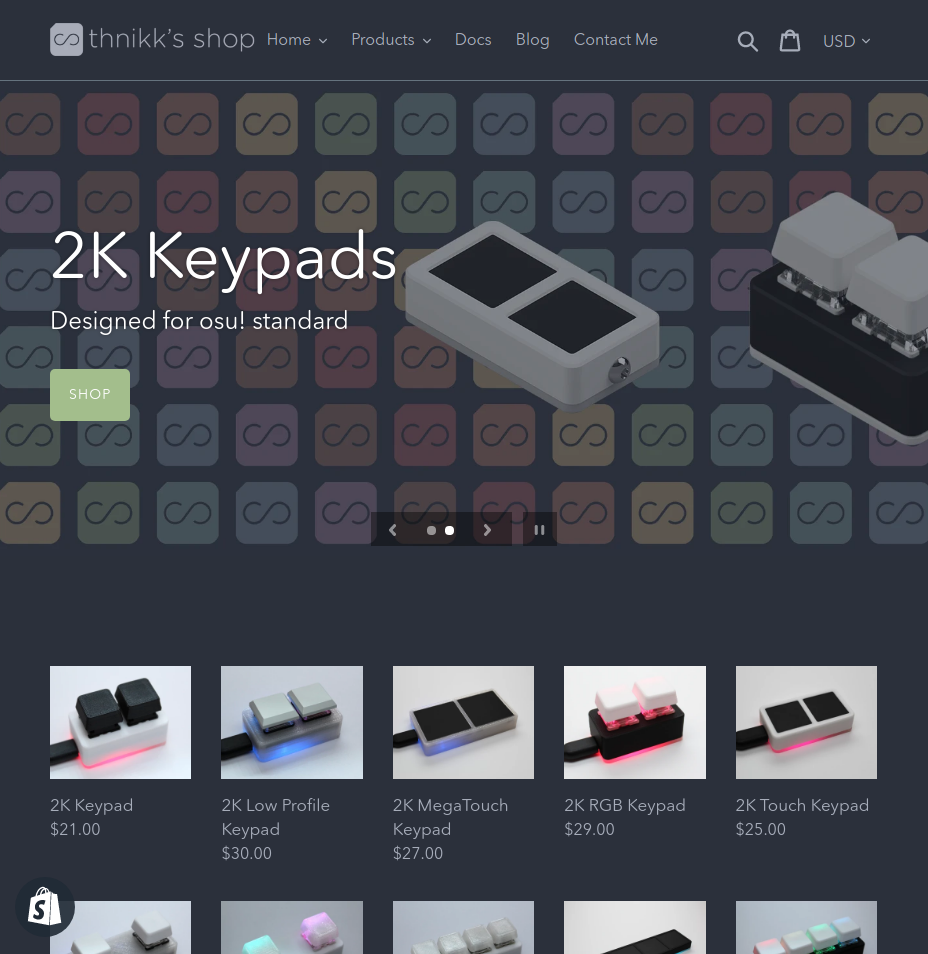 thnikk's shop
Home
Products
Docs
Blog
Contact Me
USD
2K Keypads
Designed for osu! standard
SHOP
2K Keypad
$21.00
2K Low Profile
Keypad
$30.00
2K MegaTouch
Keypad
$27.00
2K RGB Keypad
$29.00
2K Touch Keypad
$25.00